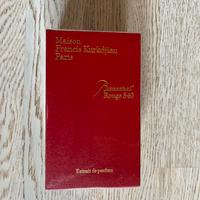 Maison
Francis Kurkdjian
Paris
Baccarat
Rouge 540
Extrait de parfum